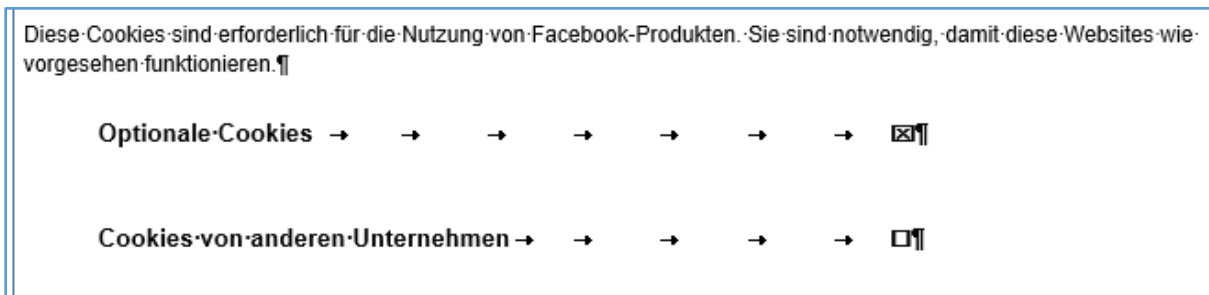 Diese·Cookies·sind·erforderlich·für·die·Nutzung·von·Facebook-Produkten.·Sie·sind·notwendig,·damit·diese·Websites·wie·
vorgesehen·funktionieren.¶
Optionale·Cookies → → → → → → → ☒¶
Cookies·von·anderen·Unternehmen → → → → → ☐¶